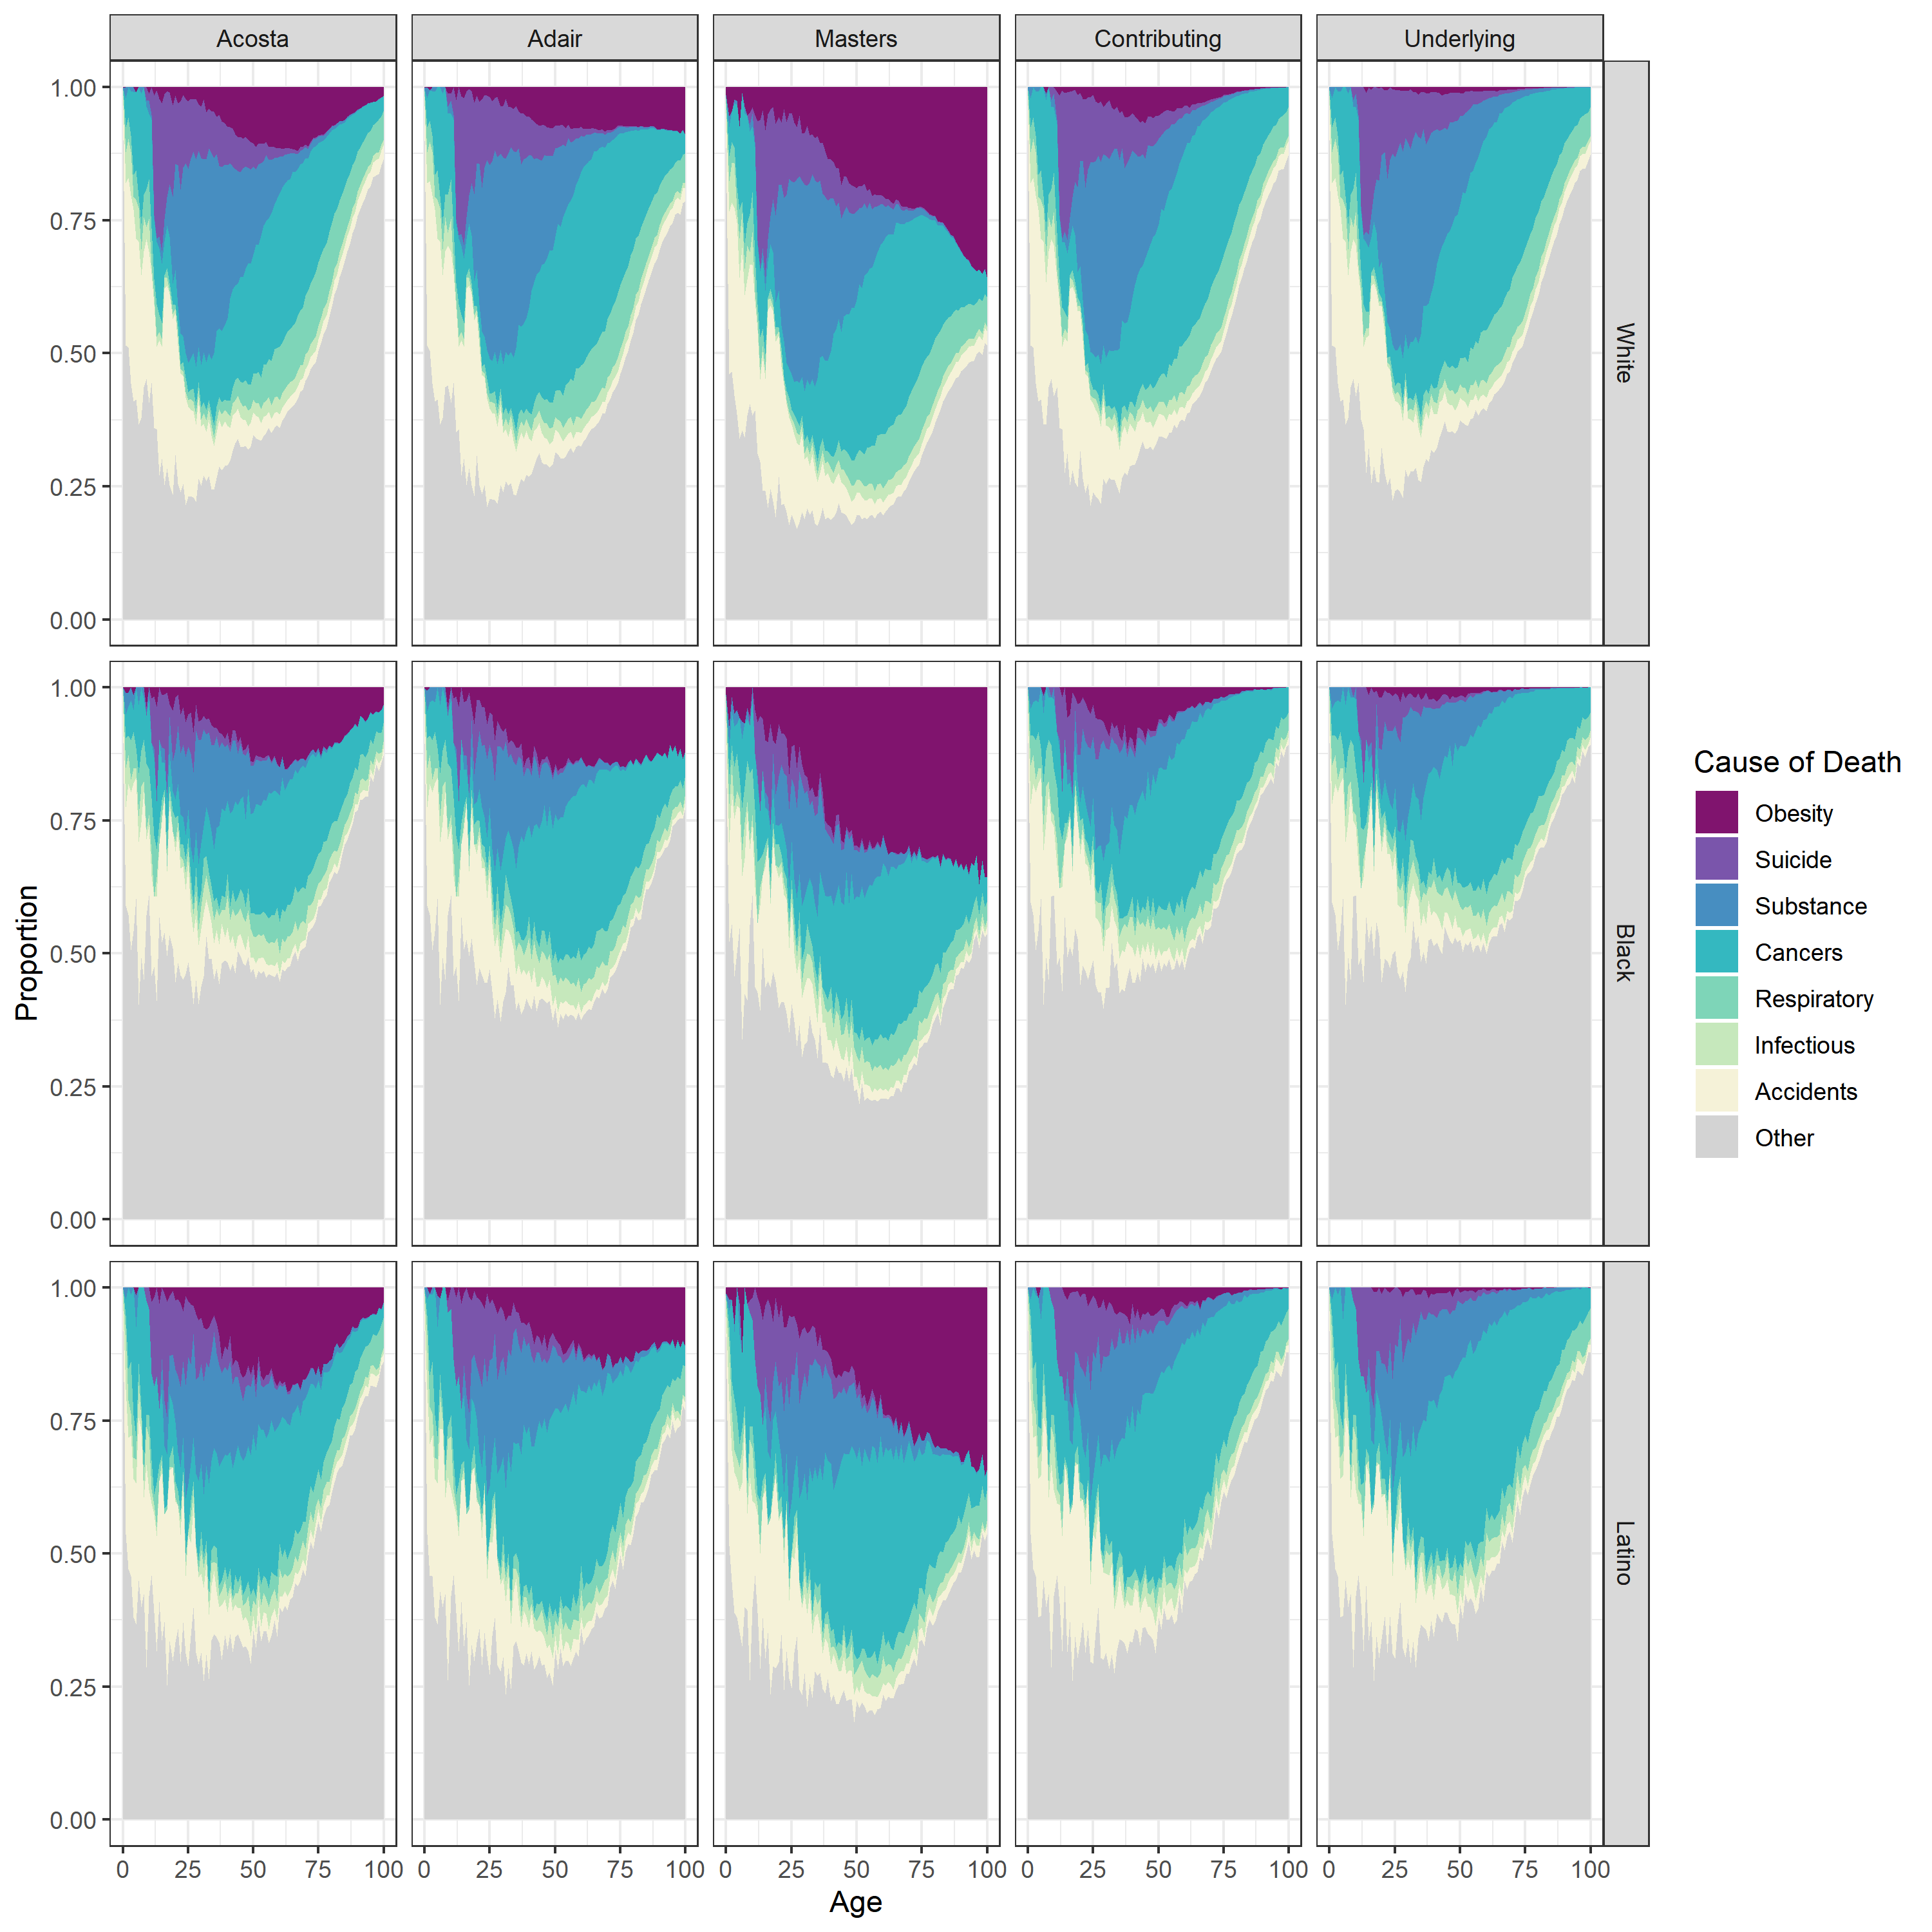 Acosta Adair Masters Contributing Underlying
1.00
0.75
0.50
0.25
0.00
White
1.00
0.75
0.50
0.25
0.00
Black
1.00
0.75
0.50
0.25
0.00
Latino
0 25 50 75 100 0 25 50 75 100 0 25 50 75 100 0 25 50 75 100 0 25 50 75 100
Age
Proportion
Cause of Death
Obesity
Suicide
Substance
Cancers
Respiratory
Infectious
Accidents
Other